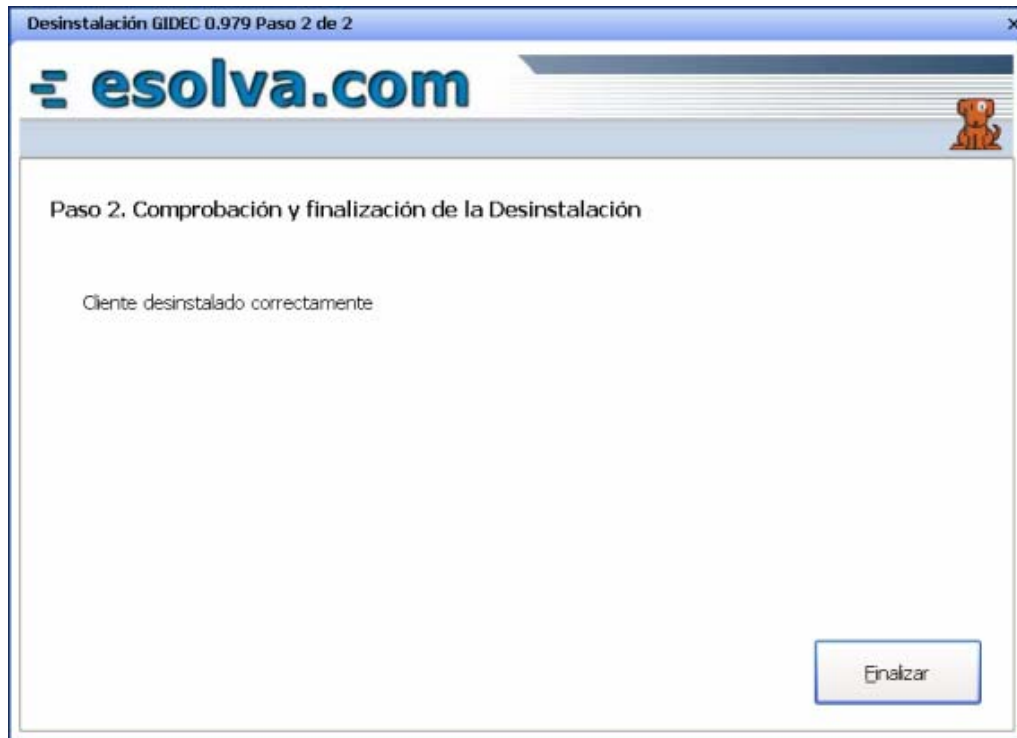 Desinstalación GIDEC 0.979 Paso 2 de 2
esolva.com
Paso 2. Comprobación y finalización de la Desinstalación
Cliente desinstalado correctamente
Finalizar